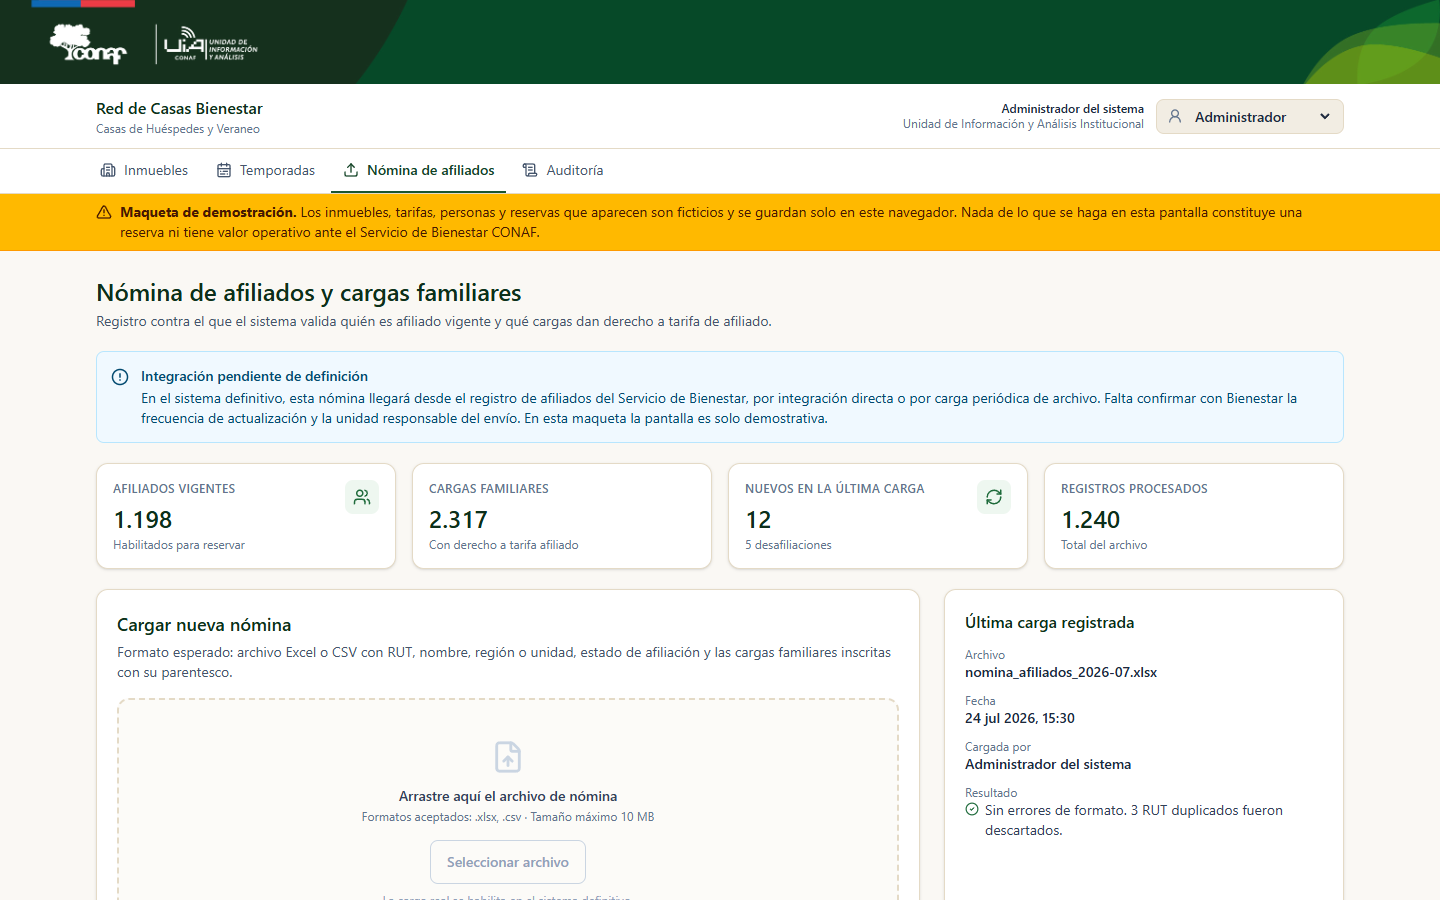 CONAF
UIA
CONAF
UNIDAD DE
INFORMACIÓN
Y ANÁLISIS
Red de Casas Bienestar
Casas de Huéspedes y Veraneo
Administrador del sistema
Unidad de Información y Análisis Institucional
Administrador
Inmuebles
Temporadas
Nómina de afiliados
Auditoría
Maqueta de demostración. Los inmuebles, tarifas, personas y reservas que aparecen son ficticios y se guardan solo en este navegador. Nada de lo que se haga en esta pantalla constituye una
reserva ni tiene valor operativo ante el Servicio de Bienestar CONAF.
Nómina de afiliados y cargas familiares
Registro contra el que el sistema valida quién es afiliado vigente y qué cargas dan derecho a tarifa de afiliado.
Integración pendiente de definición
En el sistema definitivo, esta nómina llegará desde el registro de afiliados del Servicio de Bienestar, por integración directa o por carga periódica de archivo. Falta confirmar con Bienestar la
frecuencia de actualización y la unidad responsable del envío. En esta maqueta la pantalla es solo demostrativa.
AFILIADOS VIGENTES
1.198
Habilitados para reservar
CARGAS FAMILIARES
2.317
Con derecho a tarifa afiliado
NUEVOS EN LA ÚLTIMA CARGA
12
5 desafiliaciones
REGISTROS PROCESADOS
1.240
Total del archivo
Cargar nueva nómina
Formato esperado: archivo Excel o CSV con RUT, nombre, región o unidad, estado de afiliación y las cargas familiares inscritas
con su parentesco.
Arrastre aquí el archivo de nómina
Formatos aceptados: .xlsx, .csv · Tamaño máximo 10 MB
Seleccionar archivo
Última carga registrada
Archivo
nomina_afiliados_2026-07.xlsx
Fecha
24 jul 2026, 15:30
Cargada por
Administrador del sistema
Resultado
Sin errores de formato. 3 RUT duplicados fueron
descartados.